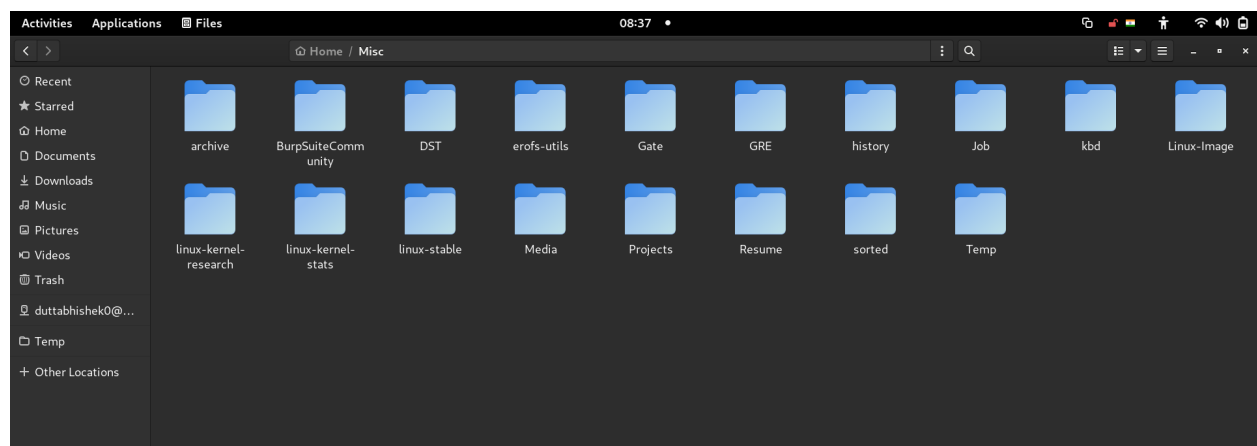 Activities Applications Files 08:37
Home / Misc
Recent
Starred
Home
Documents
Downloads
Music
Pictures
Videos
Trash
duttabhishek0@...
Temp
+ Other Locations
archive
BurpSuiteComm
unity
DST
erofs-utils
Gate
GRE
history
Job
kbd
Linux-Image
linux-kernel-
research
linux-kernel-
stats
linux-stable
Media
Projects
Resume
sorted
Temp